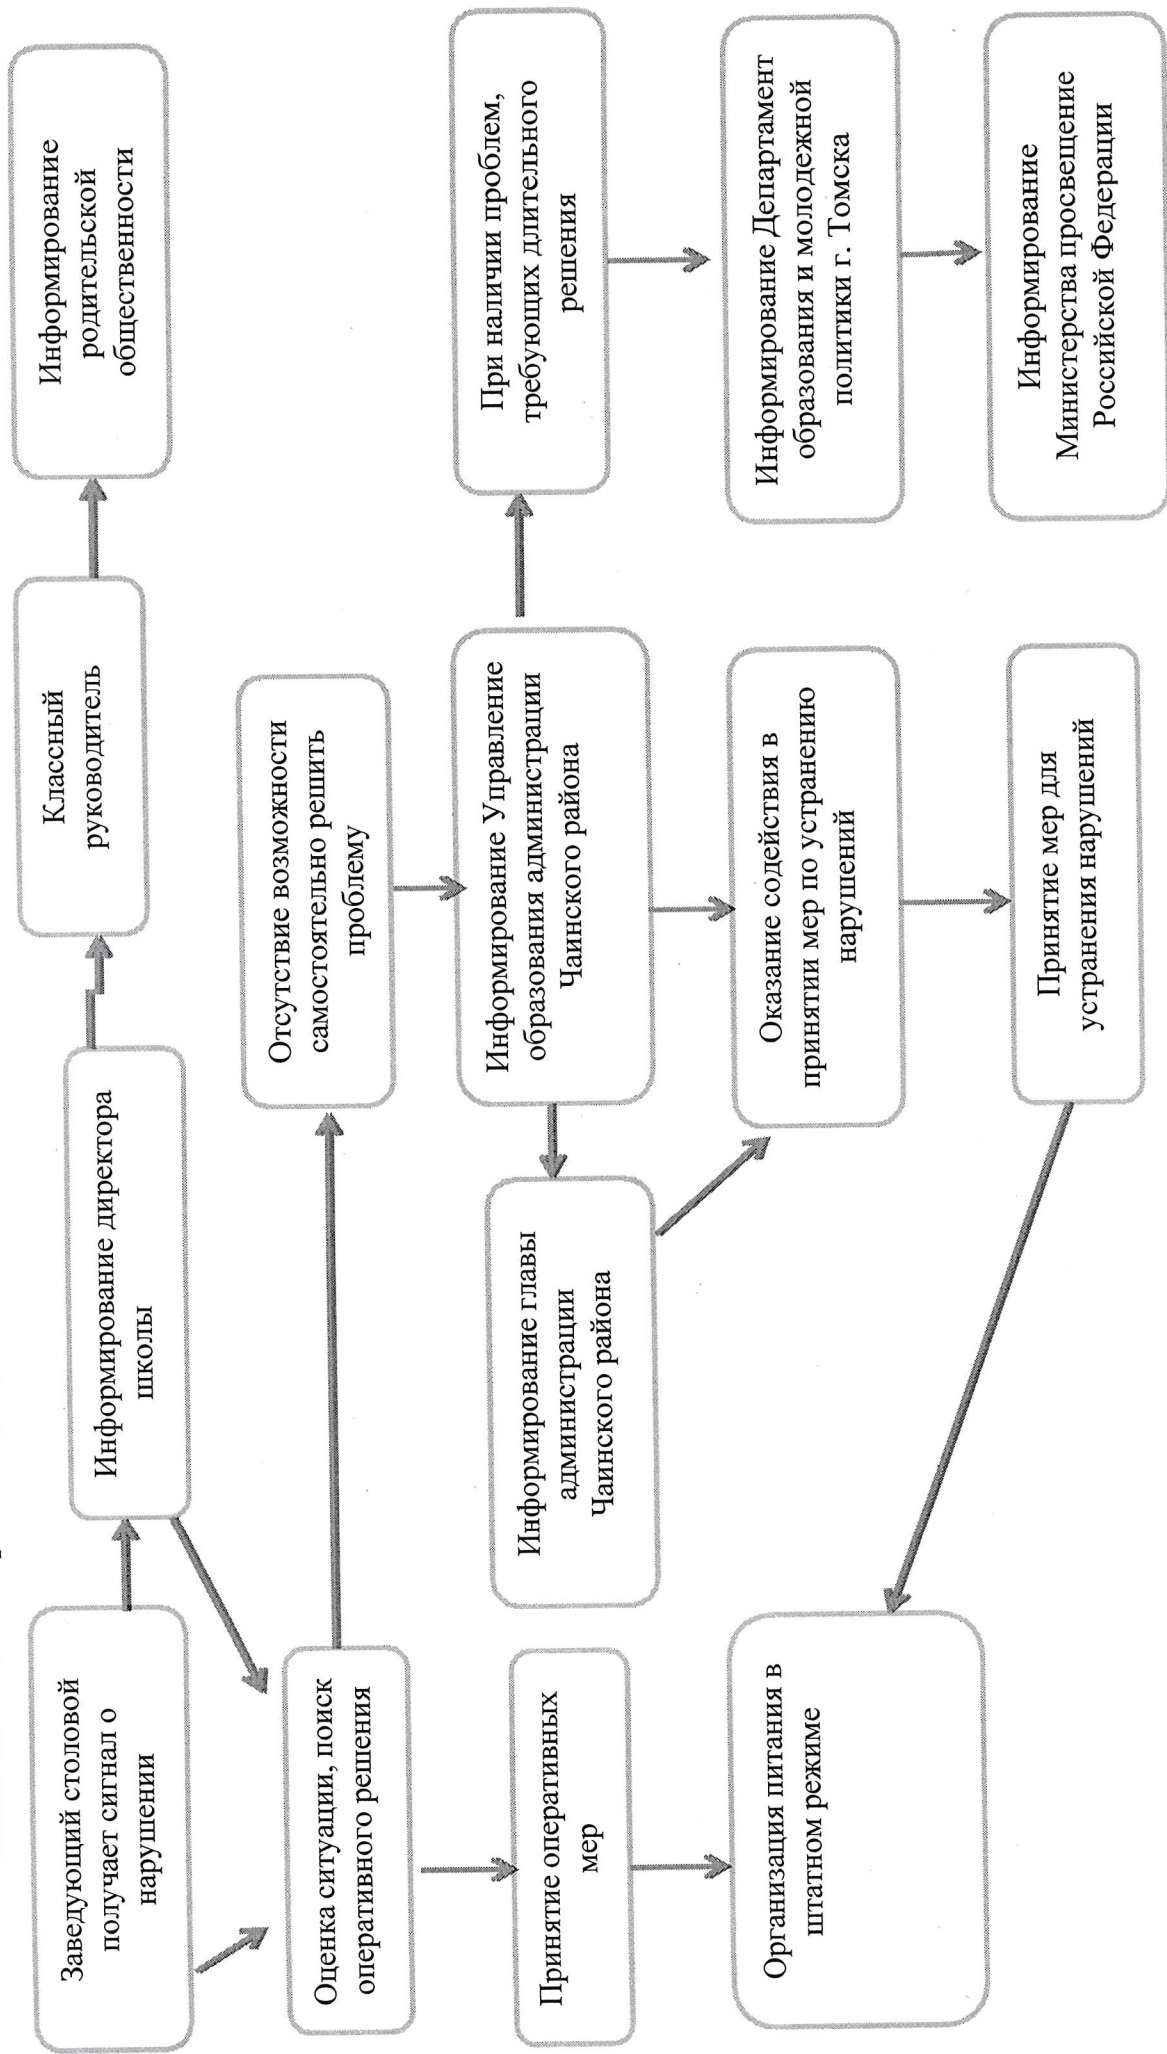 Заведующий столовой
получает сигнал о
нарушении
Информирование директора
школы
Классный
руководитель
Информирование
родительской
общественности
Оценка ситуации, поиск
оперативного решения
Отсутствие возможности
самостоятельно решить
проблему
Принятие оперативных
мер
Информирование главы
администрации
Чаинского района
Информирование Управление
образования администрации
Чаинского района
При наличии проблем,
требующих длительного
решения
Организация питания в
штатном режиме
Оказание содействия в
принятии мер по устранению
нарушений
Информирование Департамент
образования и молодежной
политики г. Томска
Принятие мер для
устранения нарушений
Информирование
Министерства просвещение
Российской Федерации